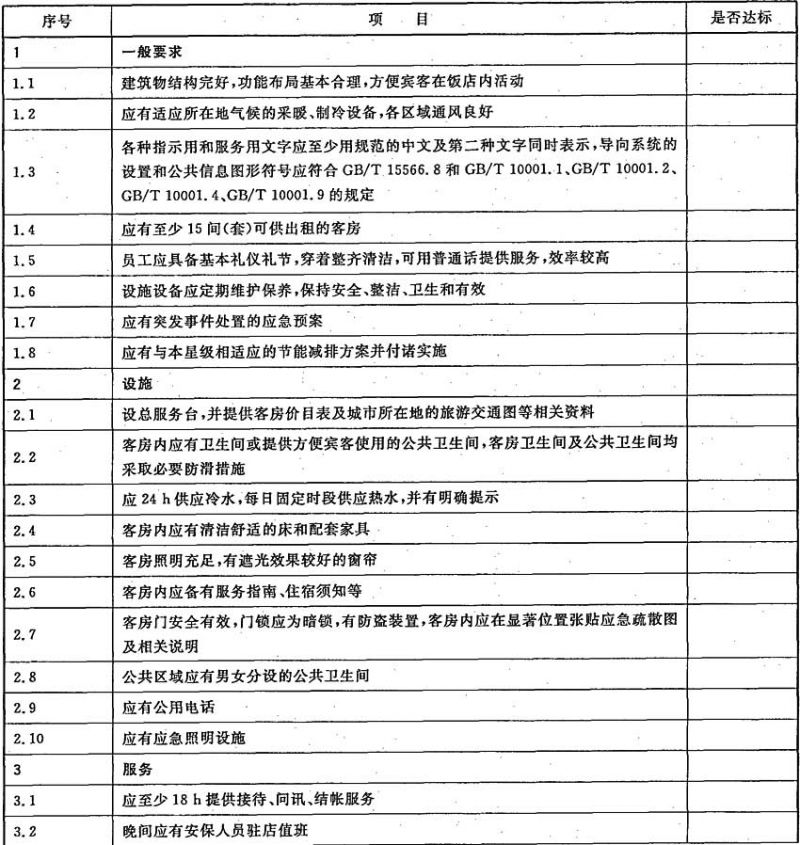 序号 项 目 是否达标
1 一般要求
1.1 建筑物结构完好,功能布局基本合理,方便宾客在饭店内活动
1.2 应有适应所在地气候的采暖、制冷设备,各区域通风良好
各种指示用和服务用文字应至少用规范的中文及第二种文字同时表示,导向系统的
1.3 设置和公共信息图形符号应符合 GB/T 15566.8 和 GB/T 10001.1、GB/T 10001.2、
GB/T 10001.4、GB/T 10001.9 的规定
1.4 应有至少 15 间(套)可供出租的客房
1.5 员工应具备基本礼仪礼节,穿着整齐清洁,可用普通话提供服务,效率较高
1.6 设施设备应定期维护保养,保持安全、整洁、卫生和有效
1.7 应有突发事件处置的应急预案
1.8 应有与本星级相适应的节能减排方案并付诸实施
2 设施
2.1 设总服务台,并提供客房价目表及城市所在地的旅游交通图等相关资料
2.2 客房内应有卫生间或提供方便宾客使用的公共卫生间,客房卫生间及公共卫生间均
采取必要防滑措施
2.3 应 24 h 供应冷水,每日固定时段供应热水,并有明确提示
2.4 客房内应有清洁舒适的床和配套家具
2.5 客房照明充足,有遮光效果较好的窗帘
2.6 客房内应备有服务指南、住宿须知等
2.7 客房门安全有效,门锁应为暗锁,有防盗装置,客房内应在显著位置张贴应急疏散图
及相关说明
2.8 公共区域应有男女分设的公共卫生间
2.9 应有公用电话
2.10 应有应急照明设施
3 服务
3.1 应至少 18 h 提供接待、问讯、结帐服务
3.2 晚间应有安保人员驻店值班